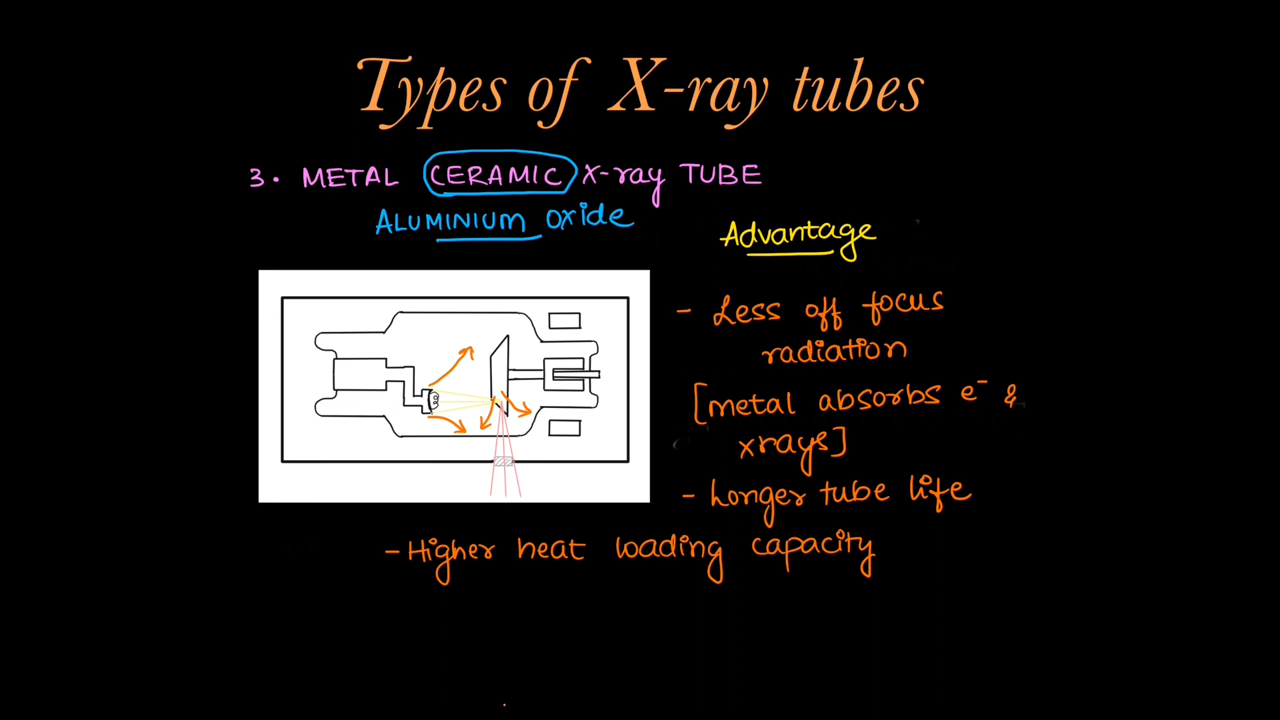 Types of X-ray tubes
3. METAL CERAMIC X-ray TUBE
ALUMINIUM oxide
Advantage
- Less off focus
radiation
[metal absorbs e⁻ &
xrays]
- Longer tube life
- Higher heat loading capacity